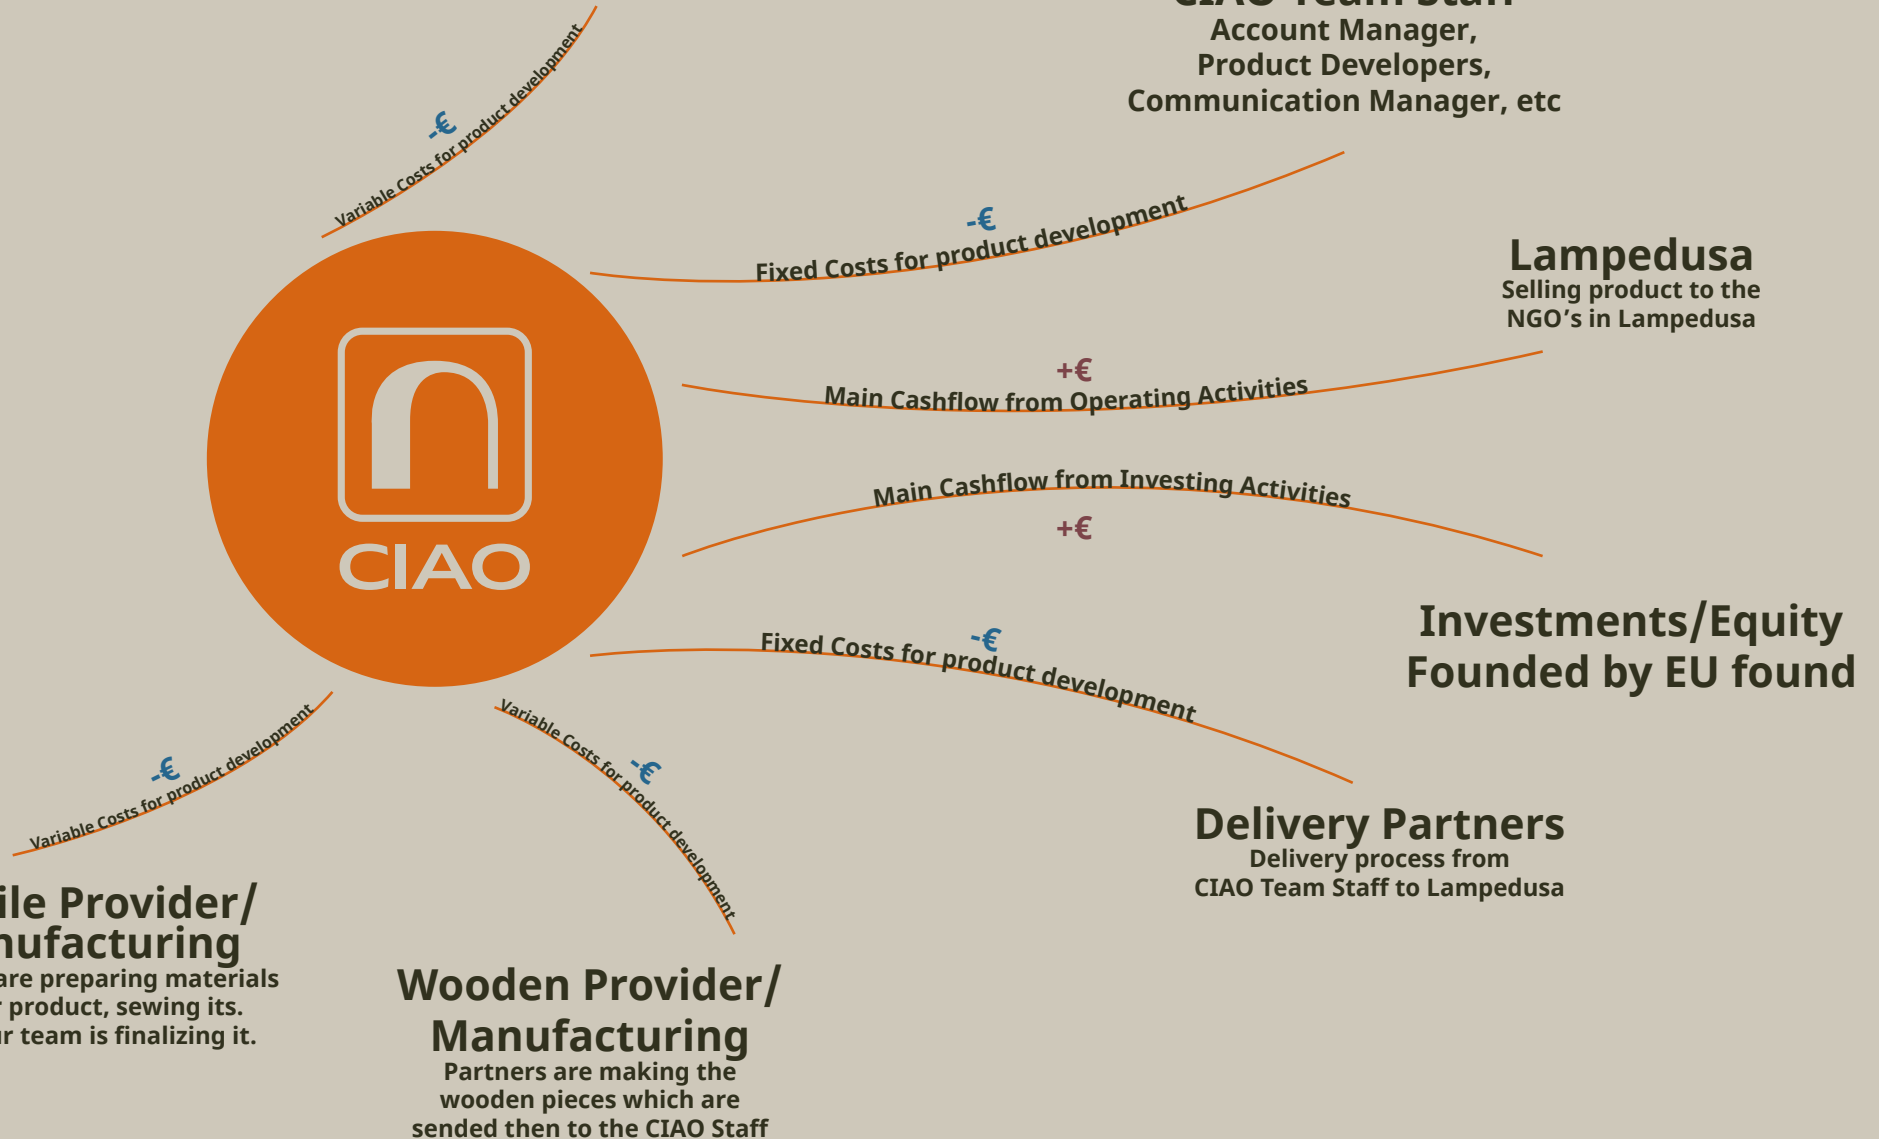 CIAO Team Staff
Account Manager,
Product Developers,
Communication Manager, etc
-€
Variable Costs for product development
-€
Fixed Costs for product development
Lampedusa
Selling product to the
NGO’s in Lampedusa
+€
Main Cashflow from Operating Activities
CIAO
Main Cashflow from Investing Activities
+€
Investments/Equity
Founded by EU found
-€
Fixed Costs for product development
Delivery Partners
Delivery process from
CIAO Team Staff to Lampedusa
-€
Variable Costs for product development
-€
Variable Costs for product development
ile Provider/
nufacturing
are preparing materials
r product, sewing its.
ur team is finalizing it.
Wooden Provider/
Manufacturing
Partners are making the
wooden pieces which are
sended then to the CIAO Staff